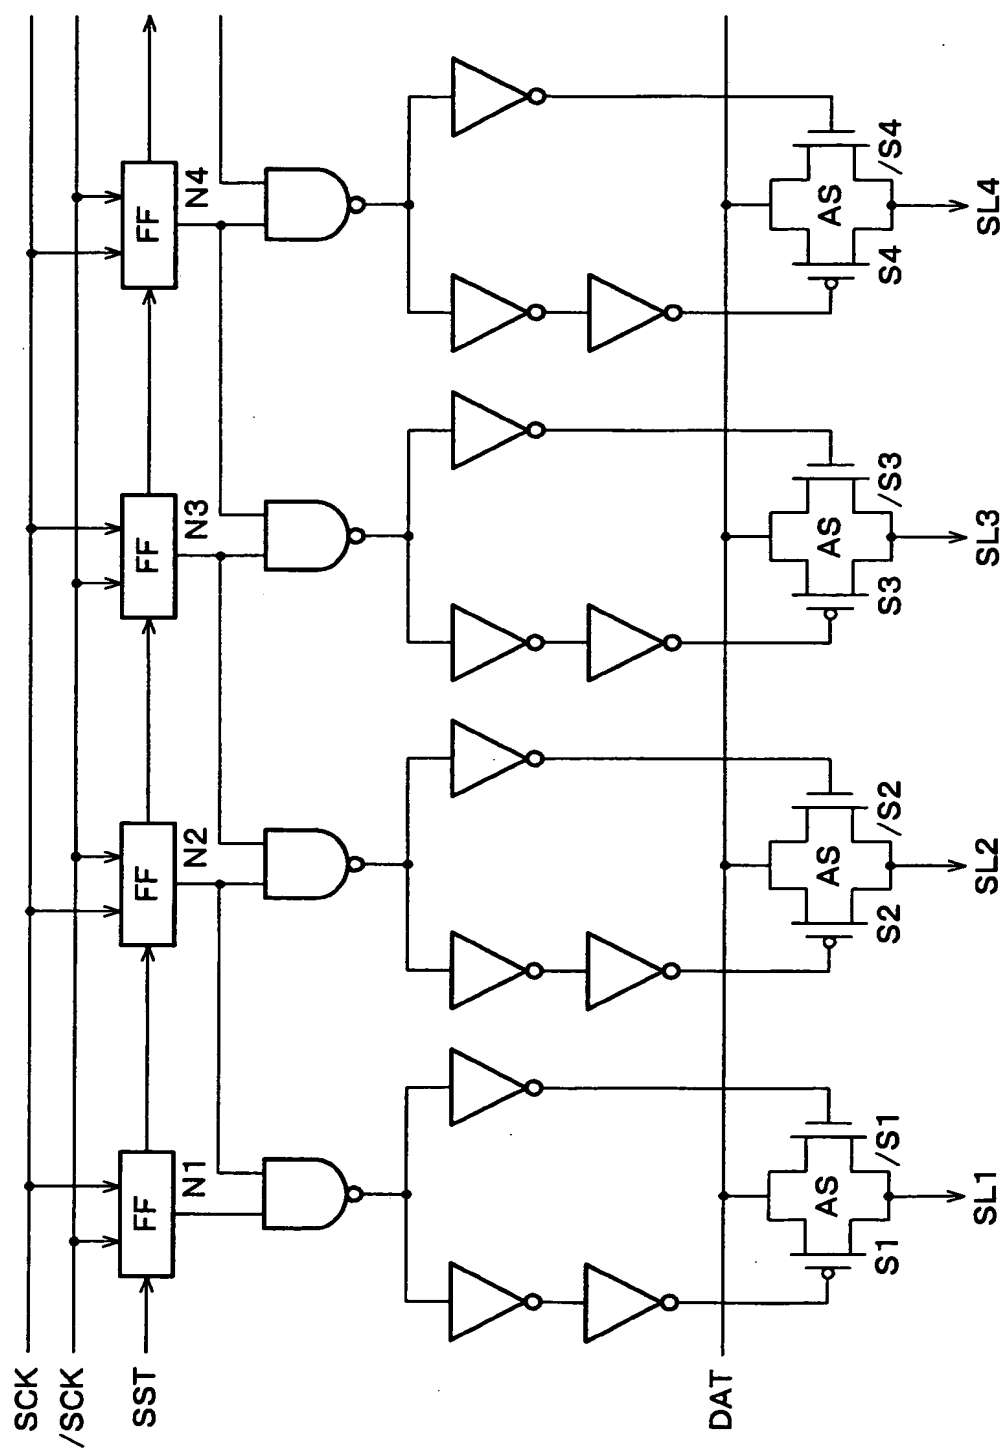 SCK
/SCK
SST
FF
FF
FF
FF
N1
N2
N3
N4
DAT
AS
AS
AS
AS
S1
/S1
S2
/S2
S3
/S3
S4
/S4
SL1
SL2
SL3
SL4